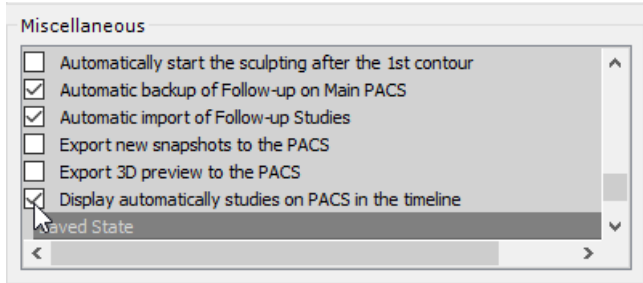 Miscellaneous
Automatically start the sculpting after the 1st contour
Automatic backup of Follow-up on Main PACS
Automatic import of Follow-up Studies
Export new snapshots to the PACS
Export 3D preview to the PACS
Display automatically studies on PACS in the timeline
Saved State